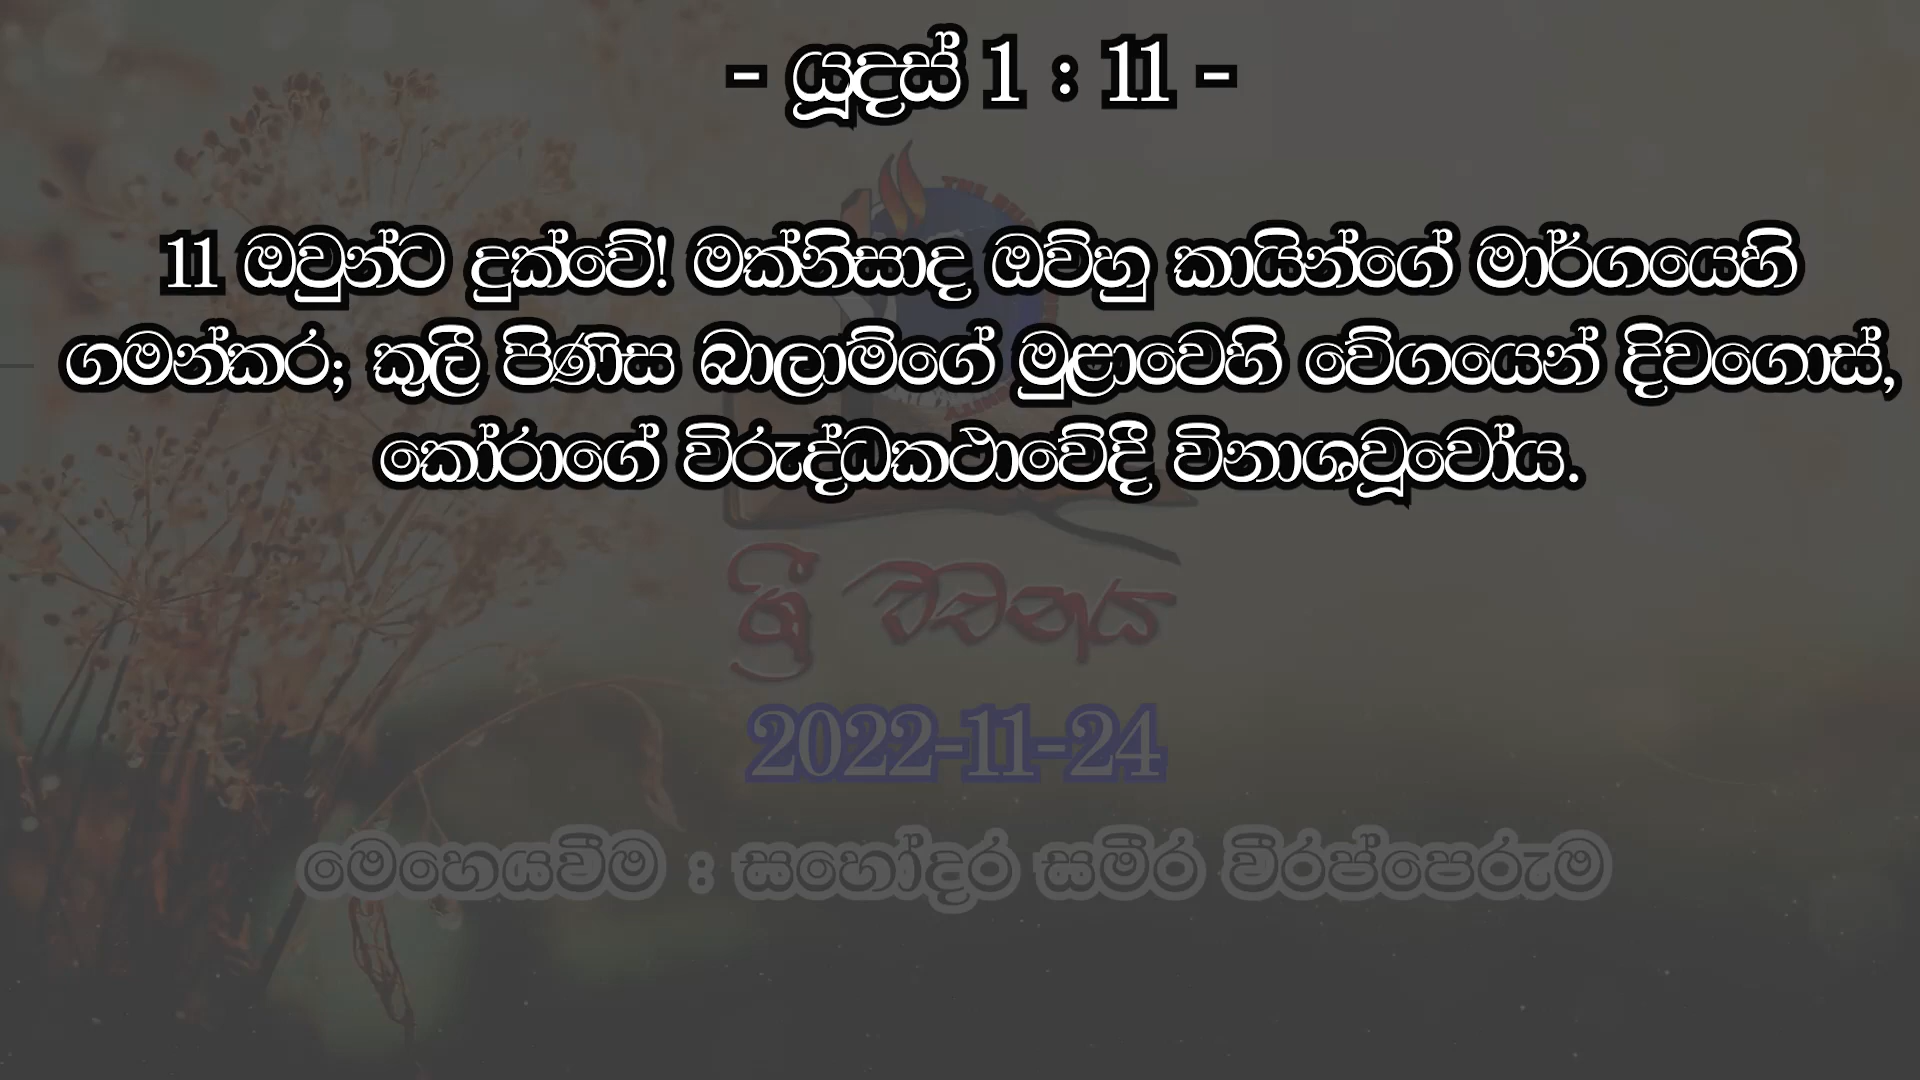 - යූදස් 1 : 11 -
11 ඔවුන්ට දුක්වේ! මක්නිසාද ඔව්හු කායින්ගේ මාර්ගයෙහි
ගමන්කර; කුලී පිණිස බාලාම්ගේ මුළාවෙහි වේගයෙන් දිවගොස්,
කෝරාගේ විරුද්ධකථාවේදී විනාශවූවෝය.
ශ්‍රී වචනය
2022-11-24
මෙහෙයවීම : සහෝදර සමීර වීරප්පෙරුම